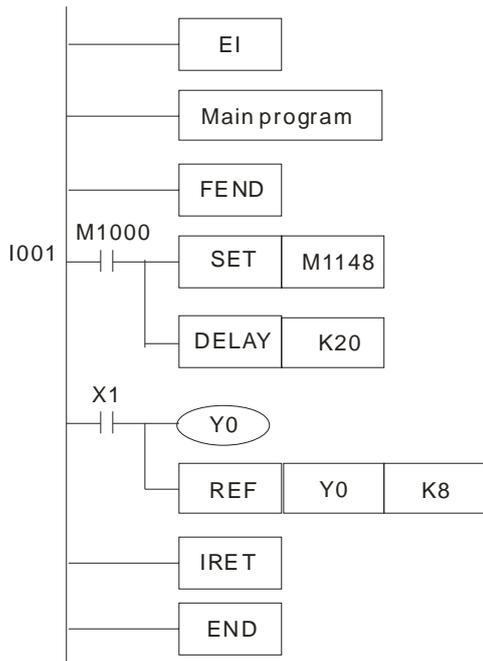 EI
Main program
FEND
M1000
I001
SET M1148
DELAY K20
X1
Y0
REF Y0 K8
IRET
END